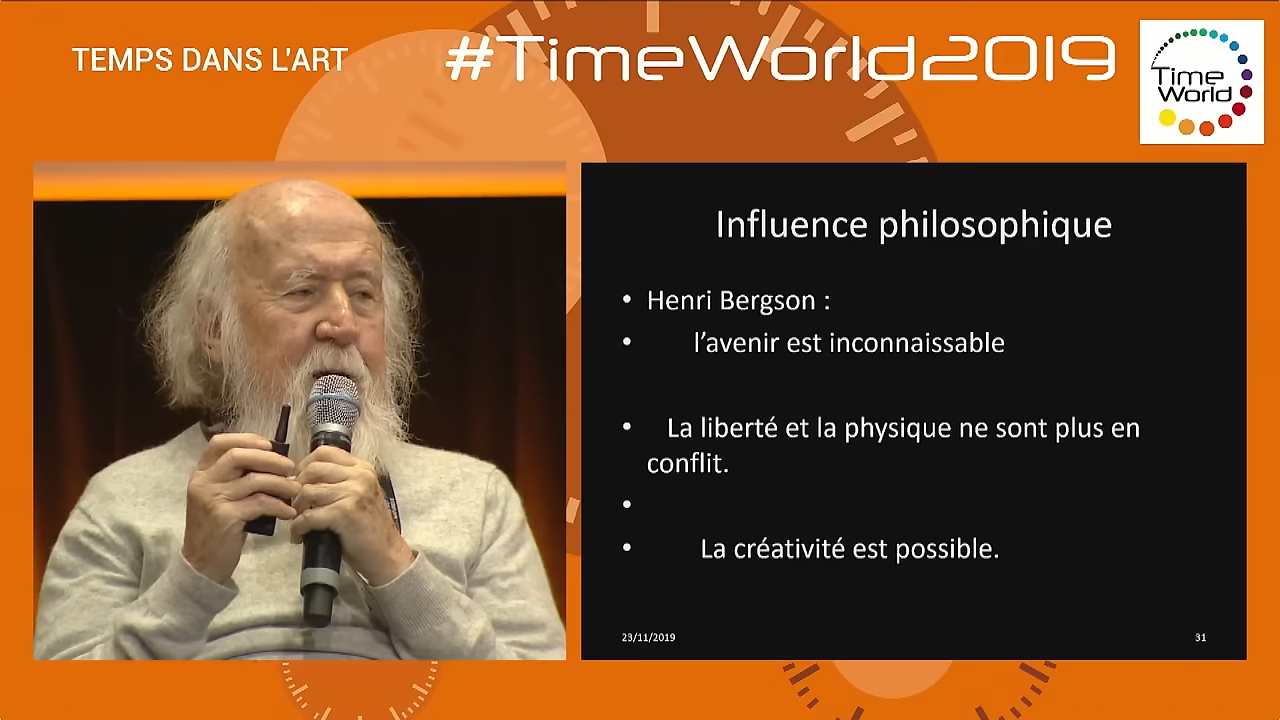 TEMPS DANS L'ART
#TimeWorld2019
Time
World
Influence philosophique
• Henri Bergson :
• l’avenir est inconnaissable
• La liberté et la physique ne sont plus en
conflit.
•
• La créativité est possible.
23/11/2019
31